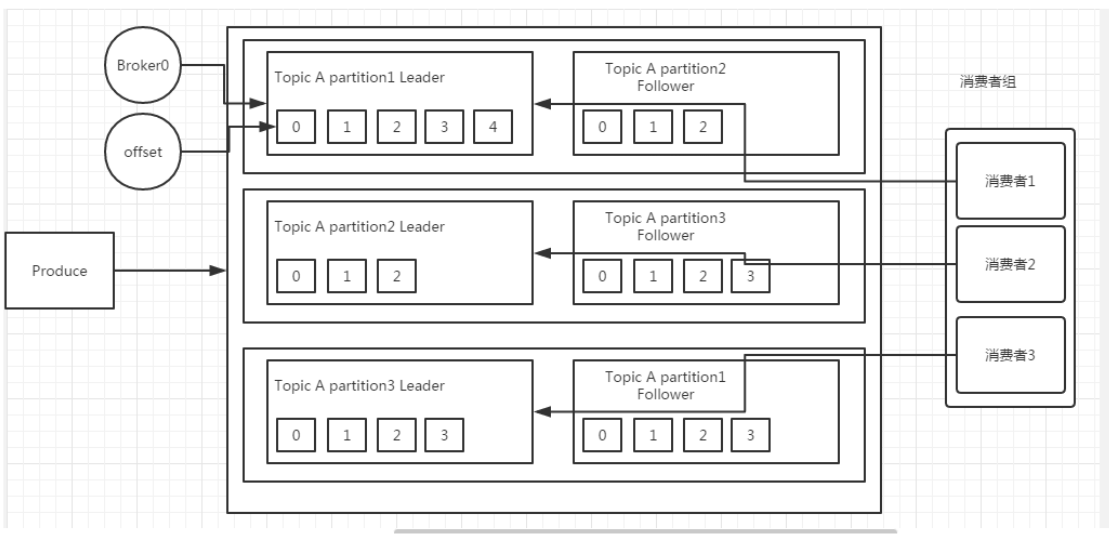 Broker0
offset
Produce
Topic A partition1 Leader
0 1 2 3 4
Topic A partition2
Follower
0 1 2
Topic A partition2 Leader
0 1 2
Topic A partition3
Follower
0 1 2 3
Topic A partition3 Leader
0 1 2 3
Topic A partition1
Follower
0 1 2 3
消费者组
消费者1
消费者2
消费者3